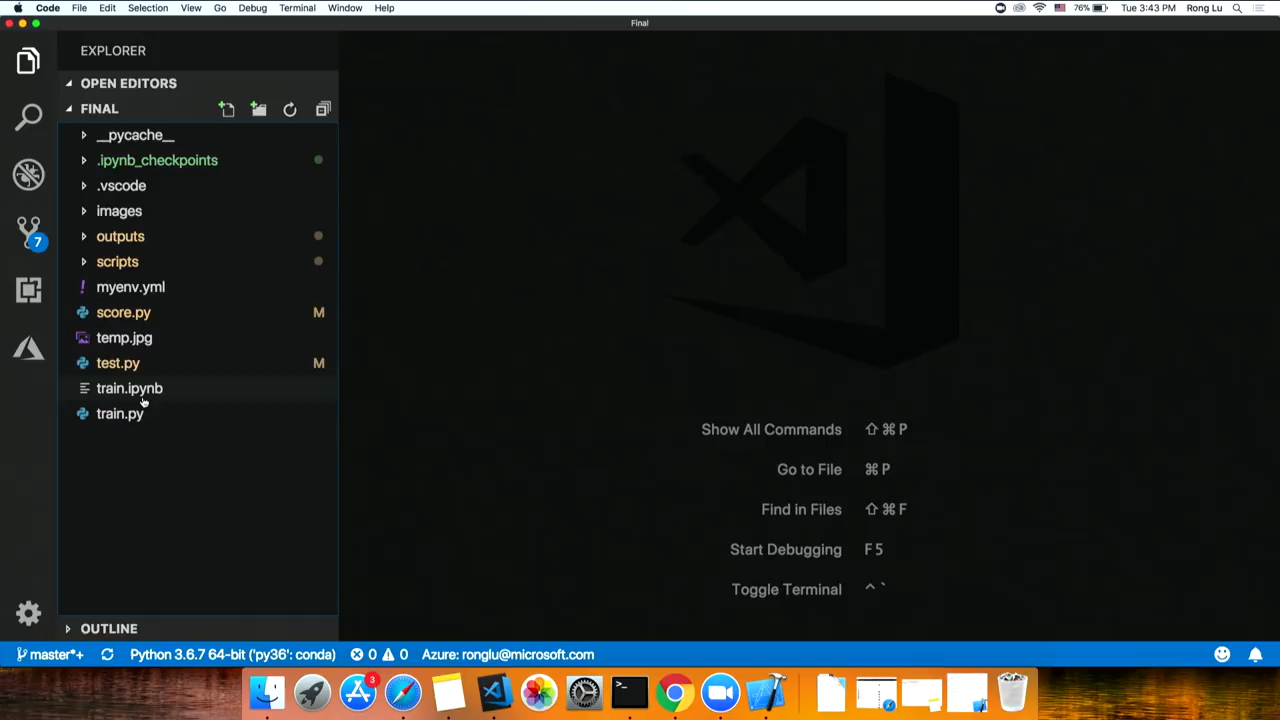 Code File Edit Selection View Go Debug Terminal Window Help 76% Tue 3:43 PM Rong Lu
Final
EXPLORER
OPEN EDITORS
FINAL
__pycache__
.ipynb_checkpoints
.vscode
images
outputs
scripts
7
! myenv.yml
score.py M
temp.jpg
test.py M
train.ipynb
train.py
Show All Commands ⇧⌘P
Go to File ⌘P
Find in Files ⇧⌘F
Start Debugging F5
Toggle Terminal ^`
OUTLINE
master*+ Python 3.6.7 64-bit ('py36': conda) 0 0 Azure: ronglu@microsoft.com
3
>_